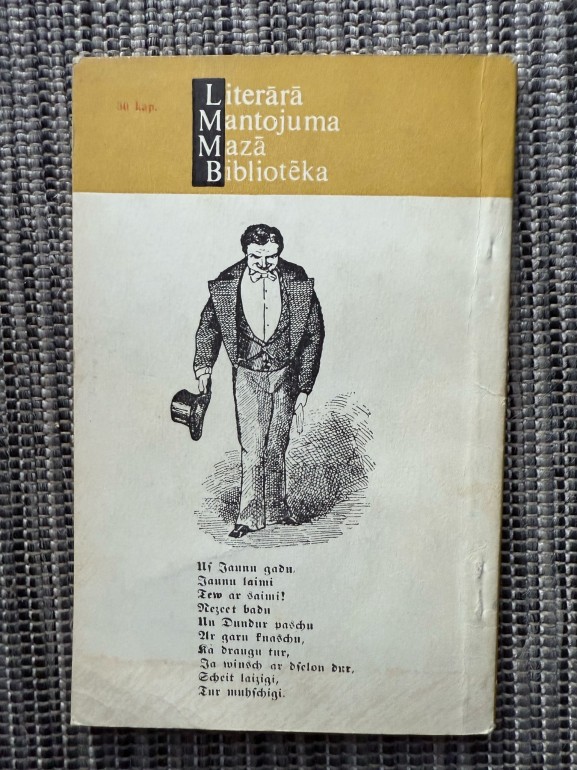 30 kap.
Literārā
Mantojuma
Mazā
Bibliotēka
Uſ Jaunu gadu.
Jaunu laimi
Tew ar saimi!
Nezeet badu
Un Dundur paschu
Ar garu knaschu,
Kà draugu tur,
Ja winsch ar dſelon dur,
Scheit laizigi,
Tur muhſchigi.